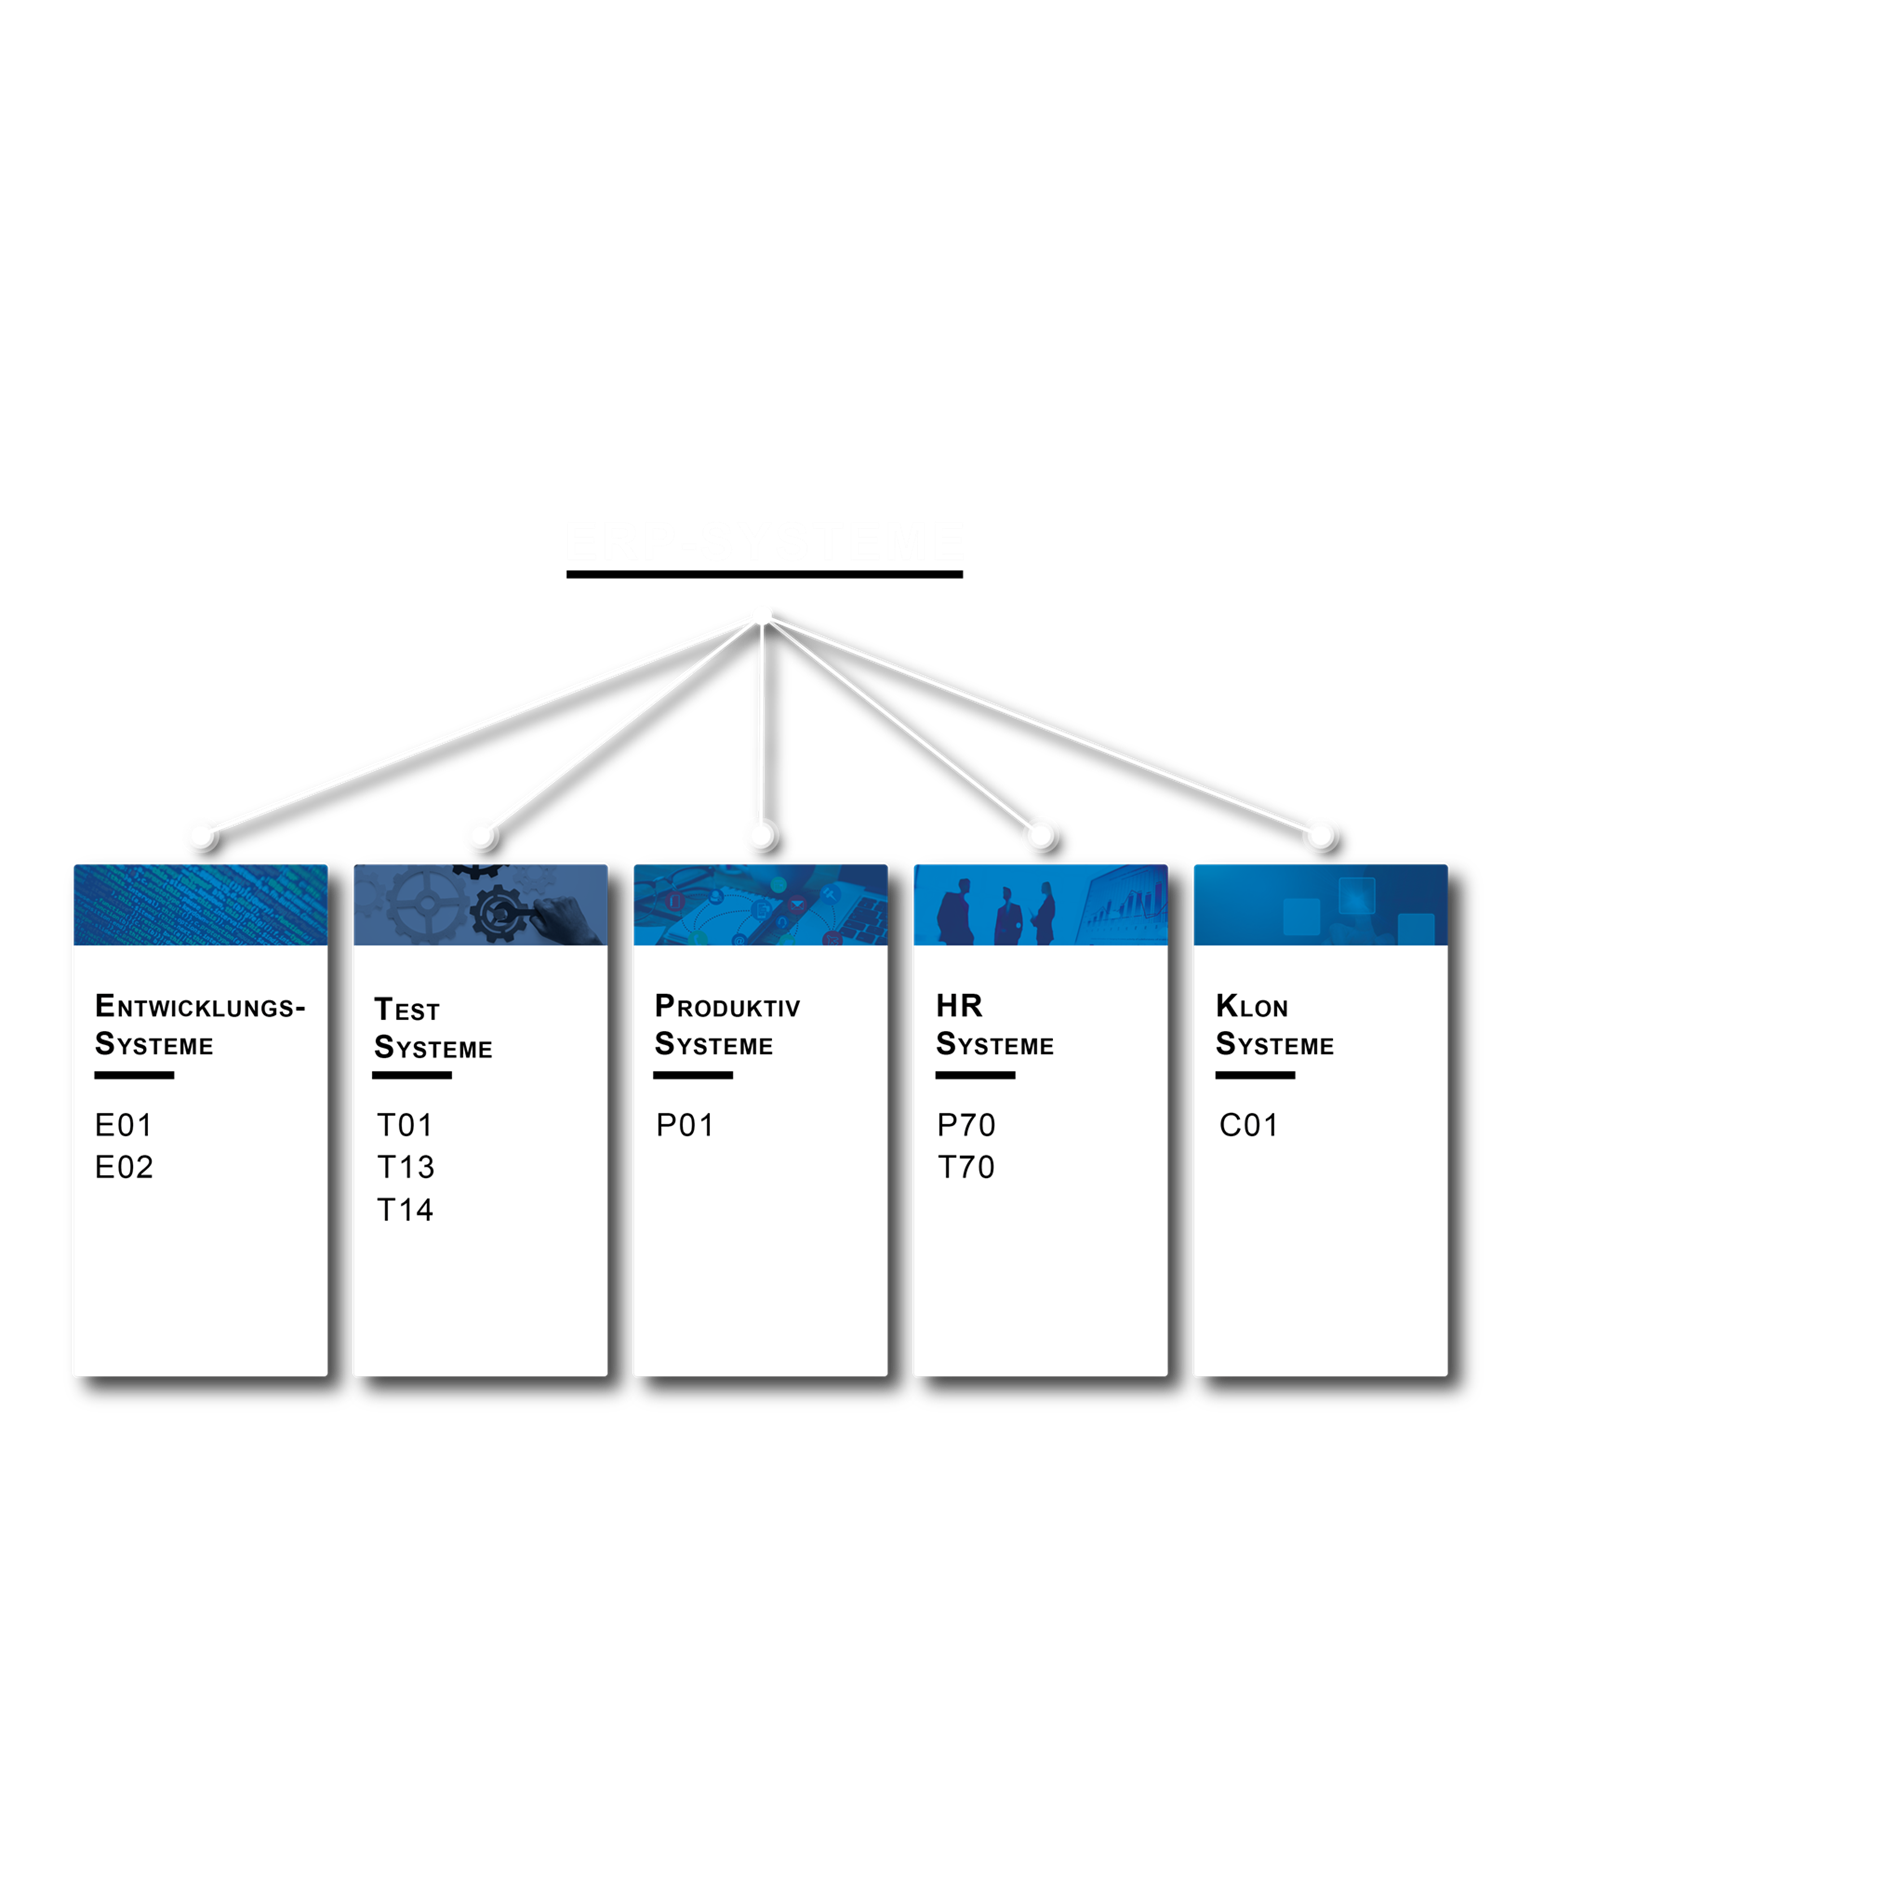 ENTWICKLUNGS-
SYSTEME
E01
E02
TEST
SYSTEME
T01
T13
T14
PRODUKTIV
SYSTEME
P01
HR
SYSTEME
P70
T70
KLON
SYSTEME
C01